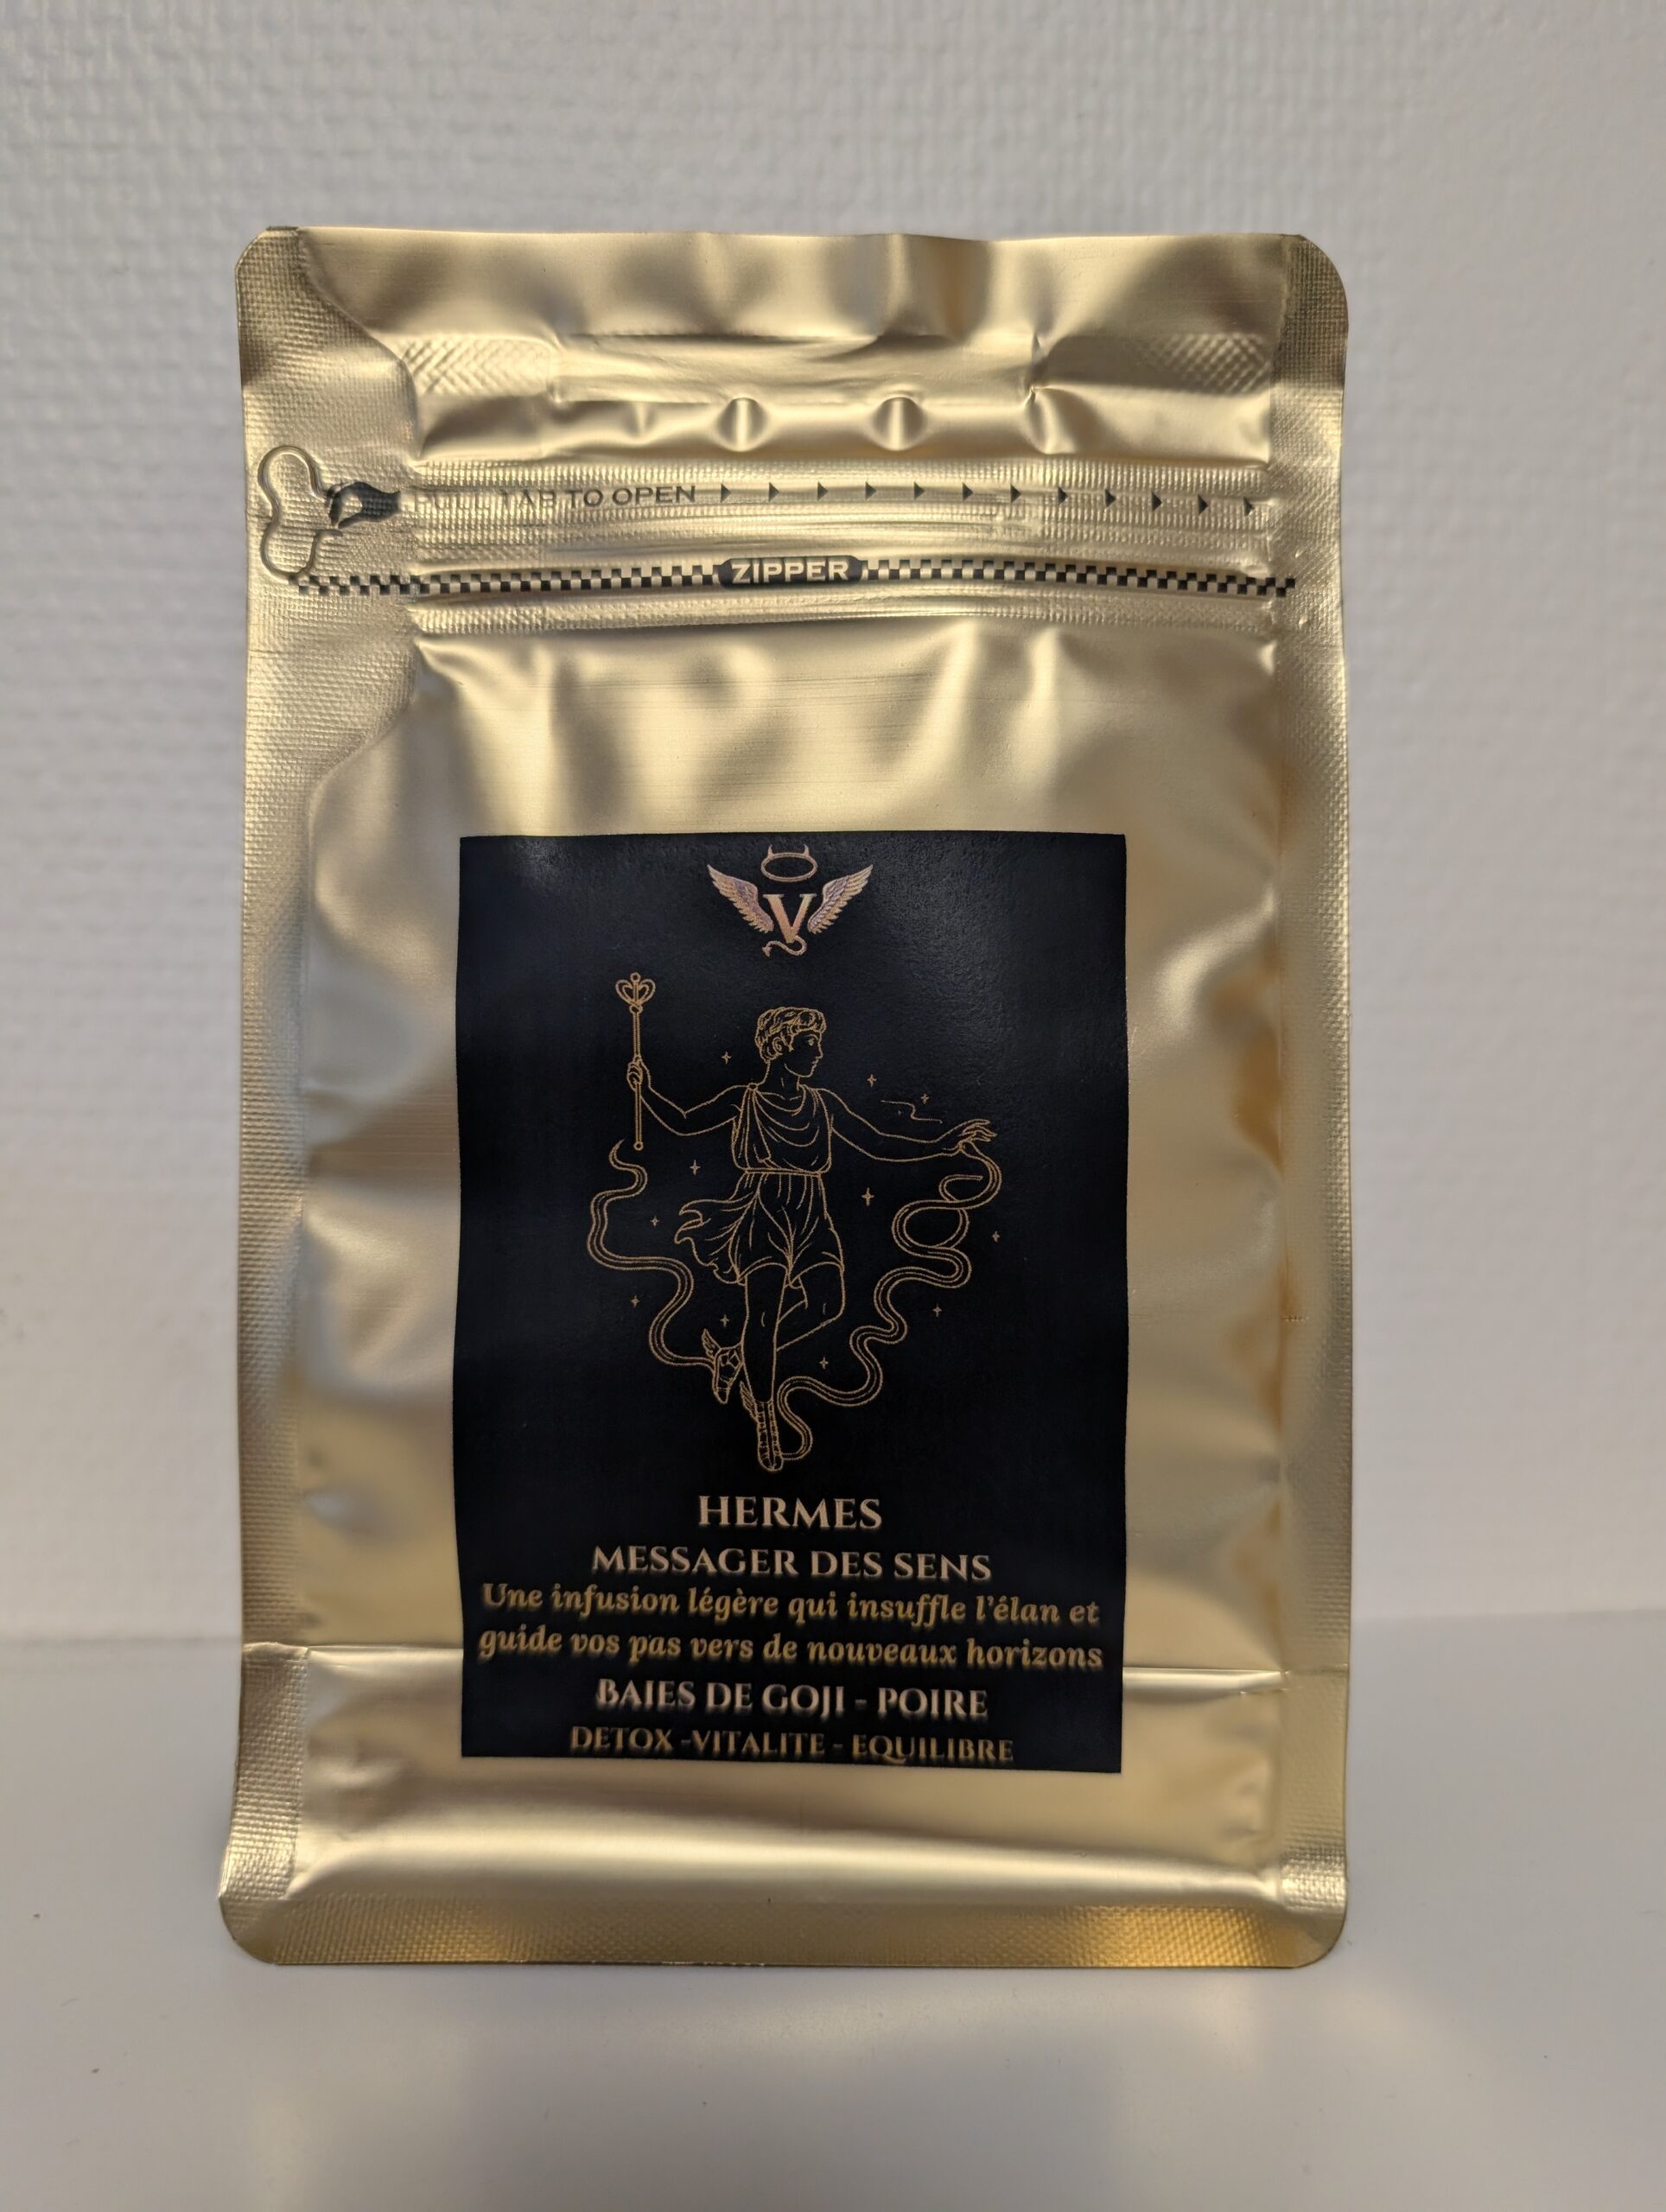 PULL TAB TO OPEN
ZIPPER
V
HERMES
MESSAGER DES SENS
Une infusion légère qui insuffle l'élan et
guide vos pas vers de nouveaux horizons
BAIES DE GOJI - POIRE
DETOX -VITALITE - EQUILIBRE